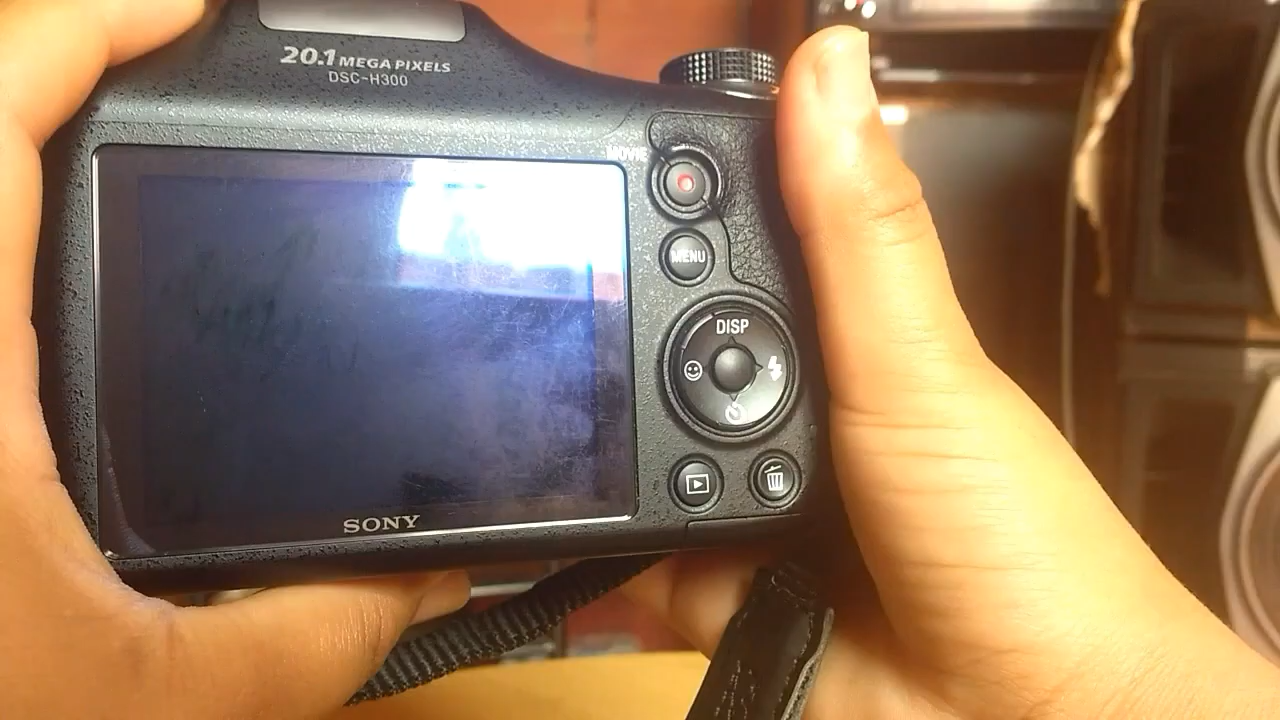 20.1 MEGA PIXELS
DSC-H300
MOVIE
MENU
DISP
SONY